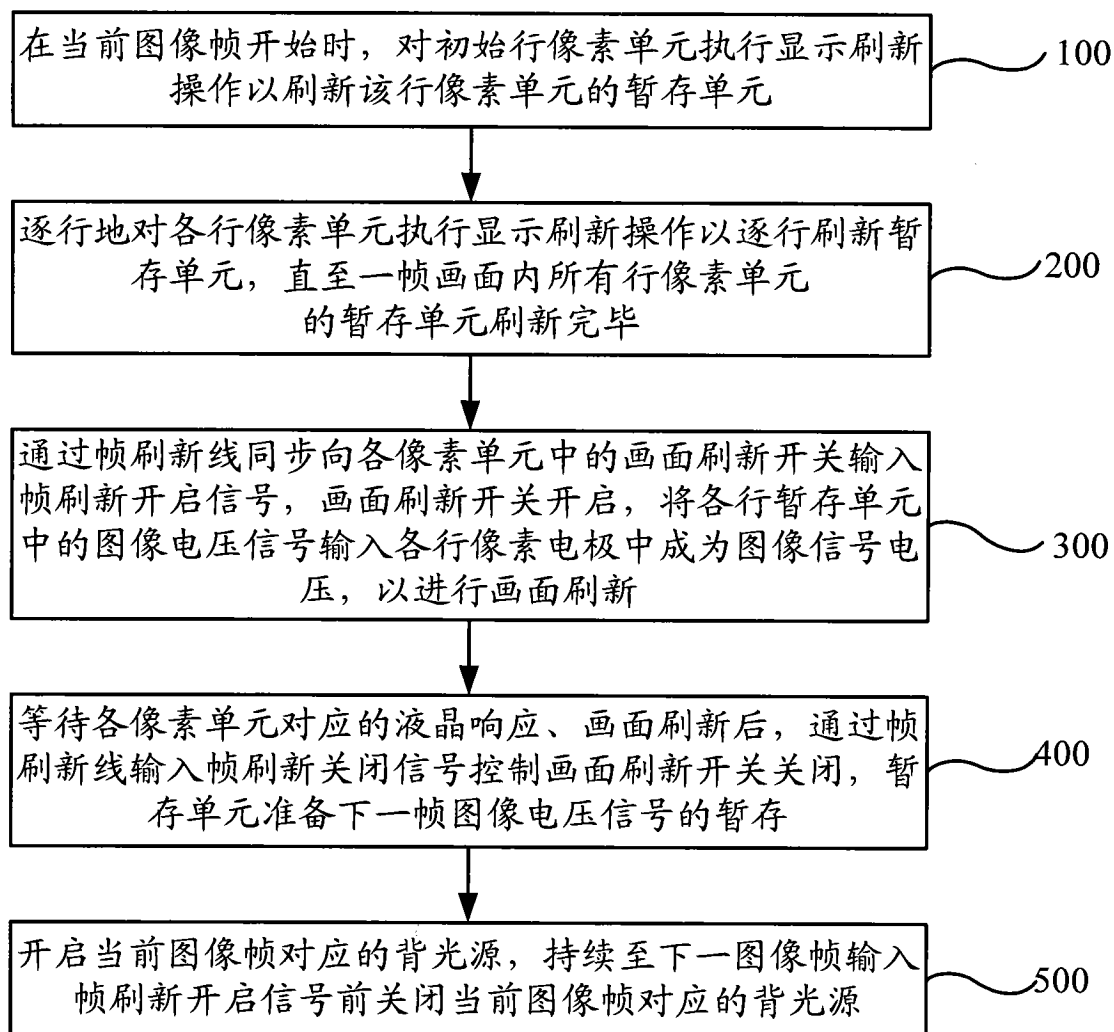 在当前图像帧开始时，对初始行像素单元执行显示刷新
操作以刷新该行像素单元的暂存单元
100
逐行地对各行像素单元执行显示刷新操作以逐行刷新暂
存单元，直至一帧画面内所有行像素单元
的暂存单元刷新完毕
200
通过帧刷新线同步向各像素单元中的画面刷新开关输入
帧刷新开启信号，画面刷新开关开启，将各行暂存单元
中的图像电压信号输入各行像素电极中成为图像信号电
压，以进行画面刷新
300
等待各像素单元对应的液晶响应、画面刷新后，通过帧
刷新线输入帧刷新关闭信号控制画面刷新开关关闭，暂
存单元准备下一帧图像电压信号的暂存
400
开启当前图像帧对应的背光源，持续至下一图像帧输入
帧刷新开启信号前关闭当前图像帧对应的背光源
500